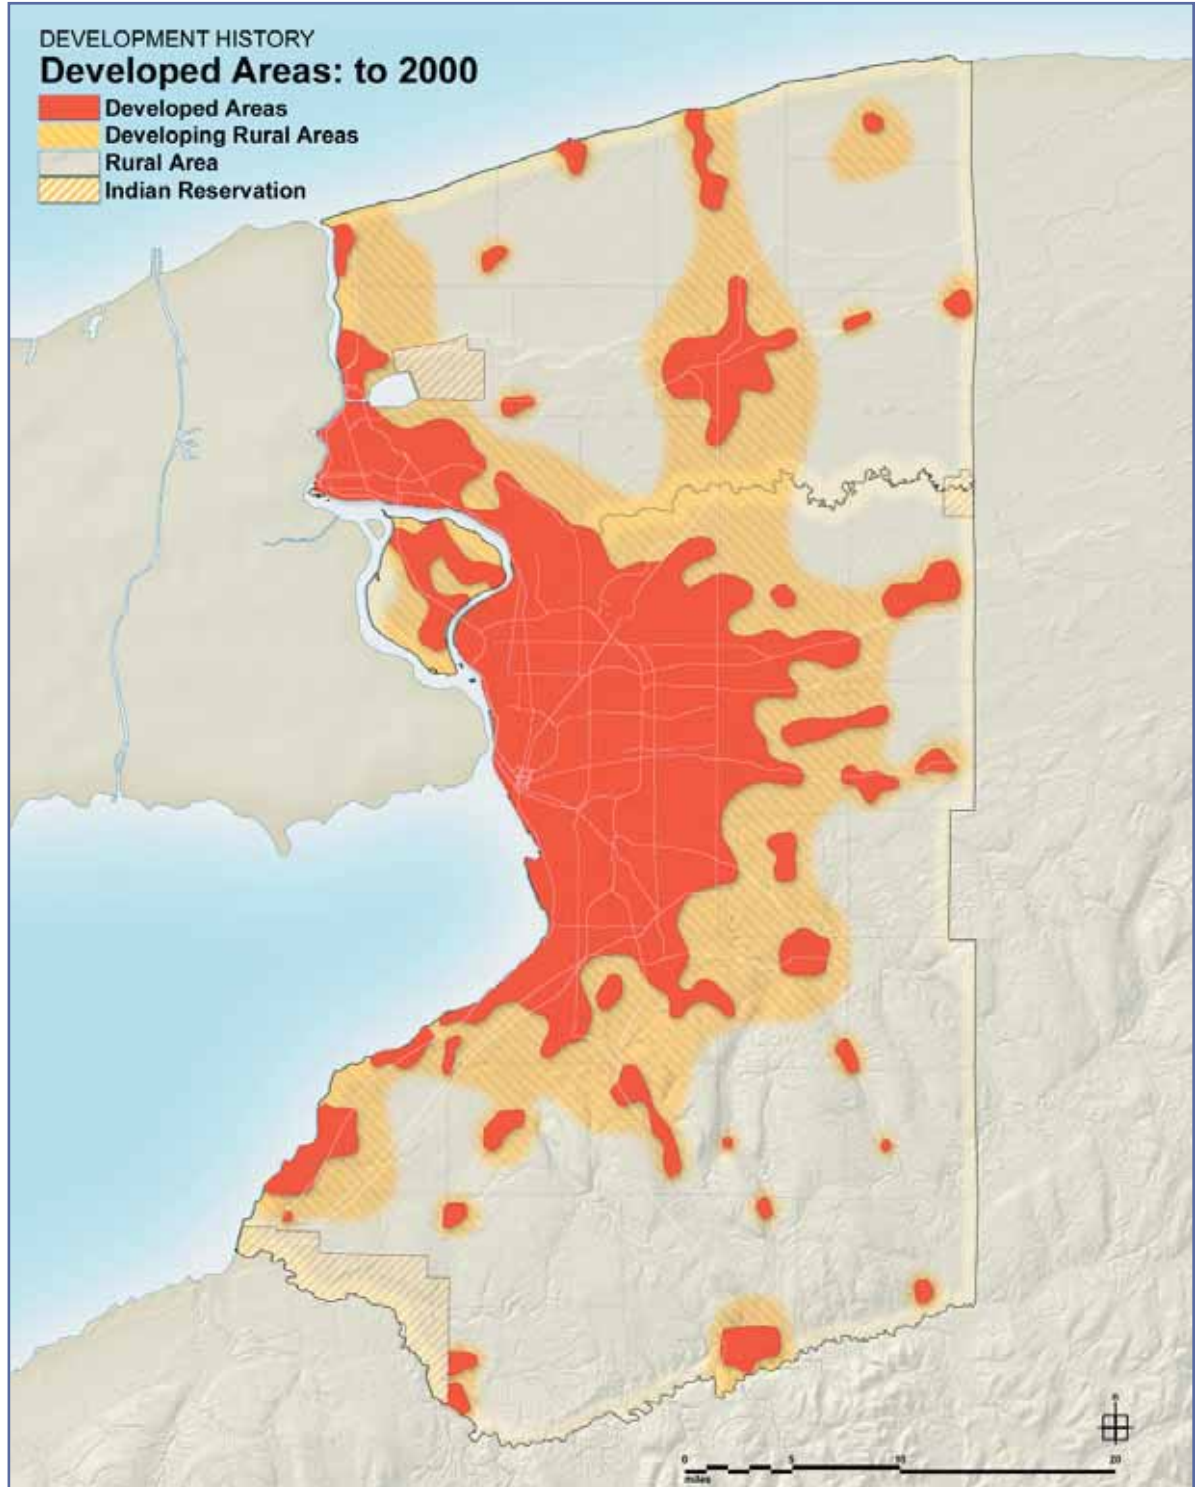 DEVELOPMENT HISTORY
Developed Areas: to 2000
Developed Areas
Developing Rural Areas
Rural Area
Indian Reservation
n
0 5 10 20
miles